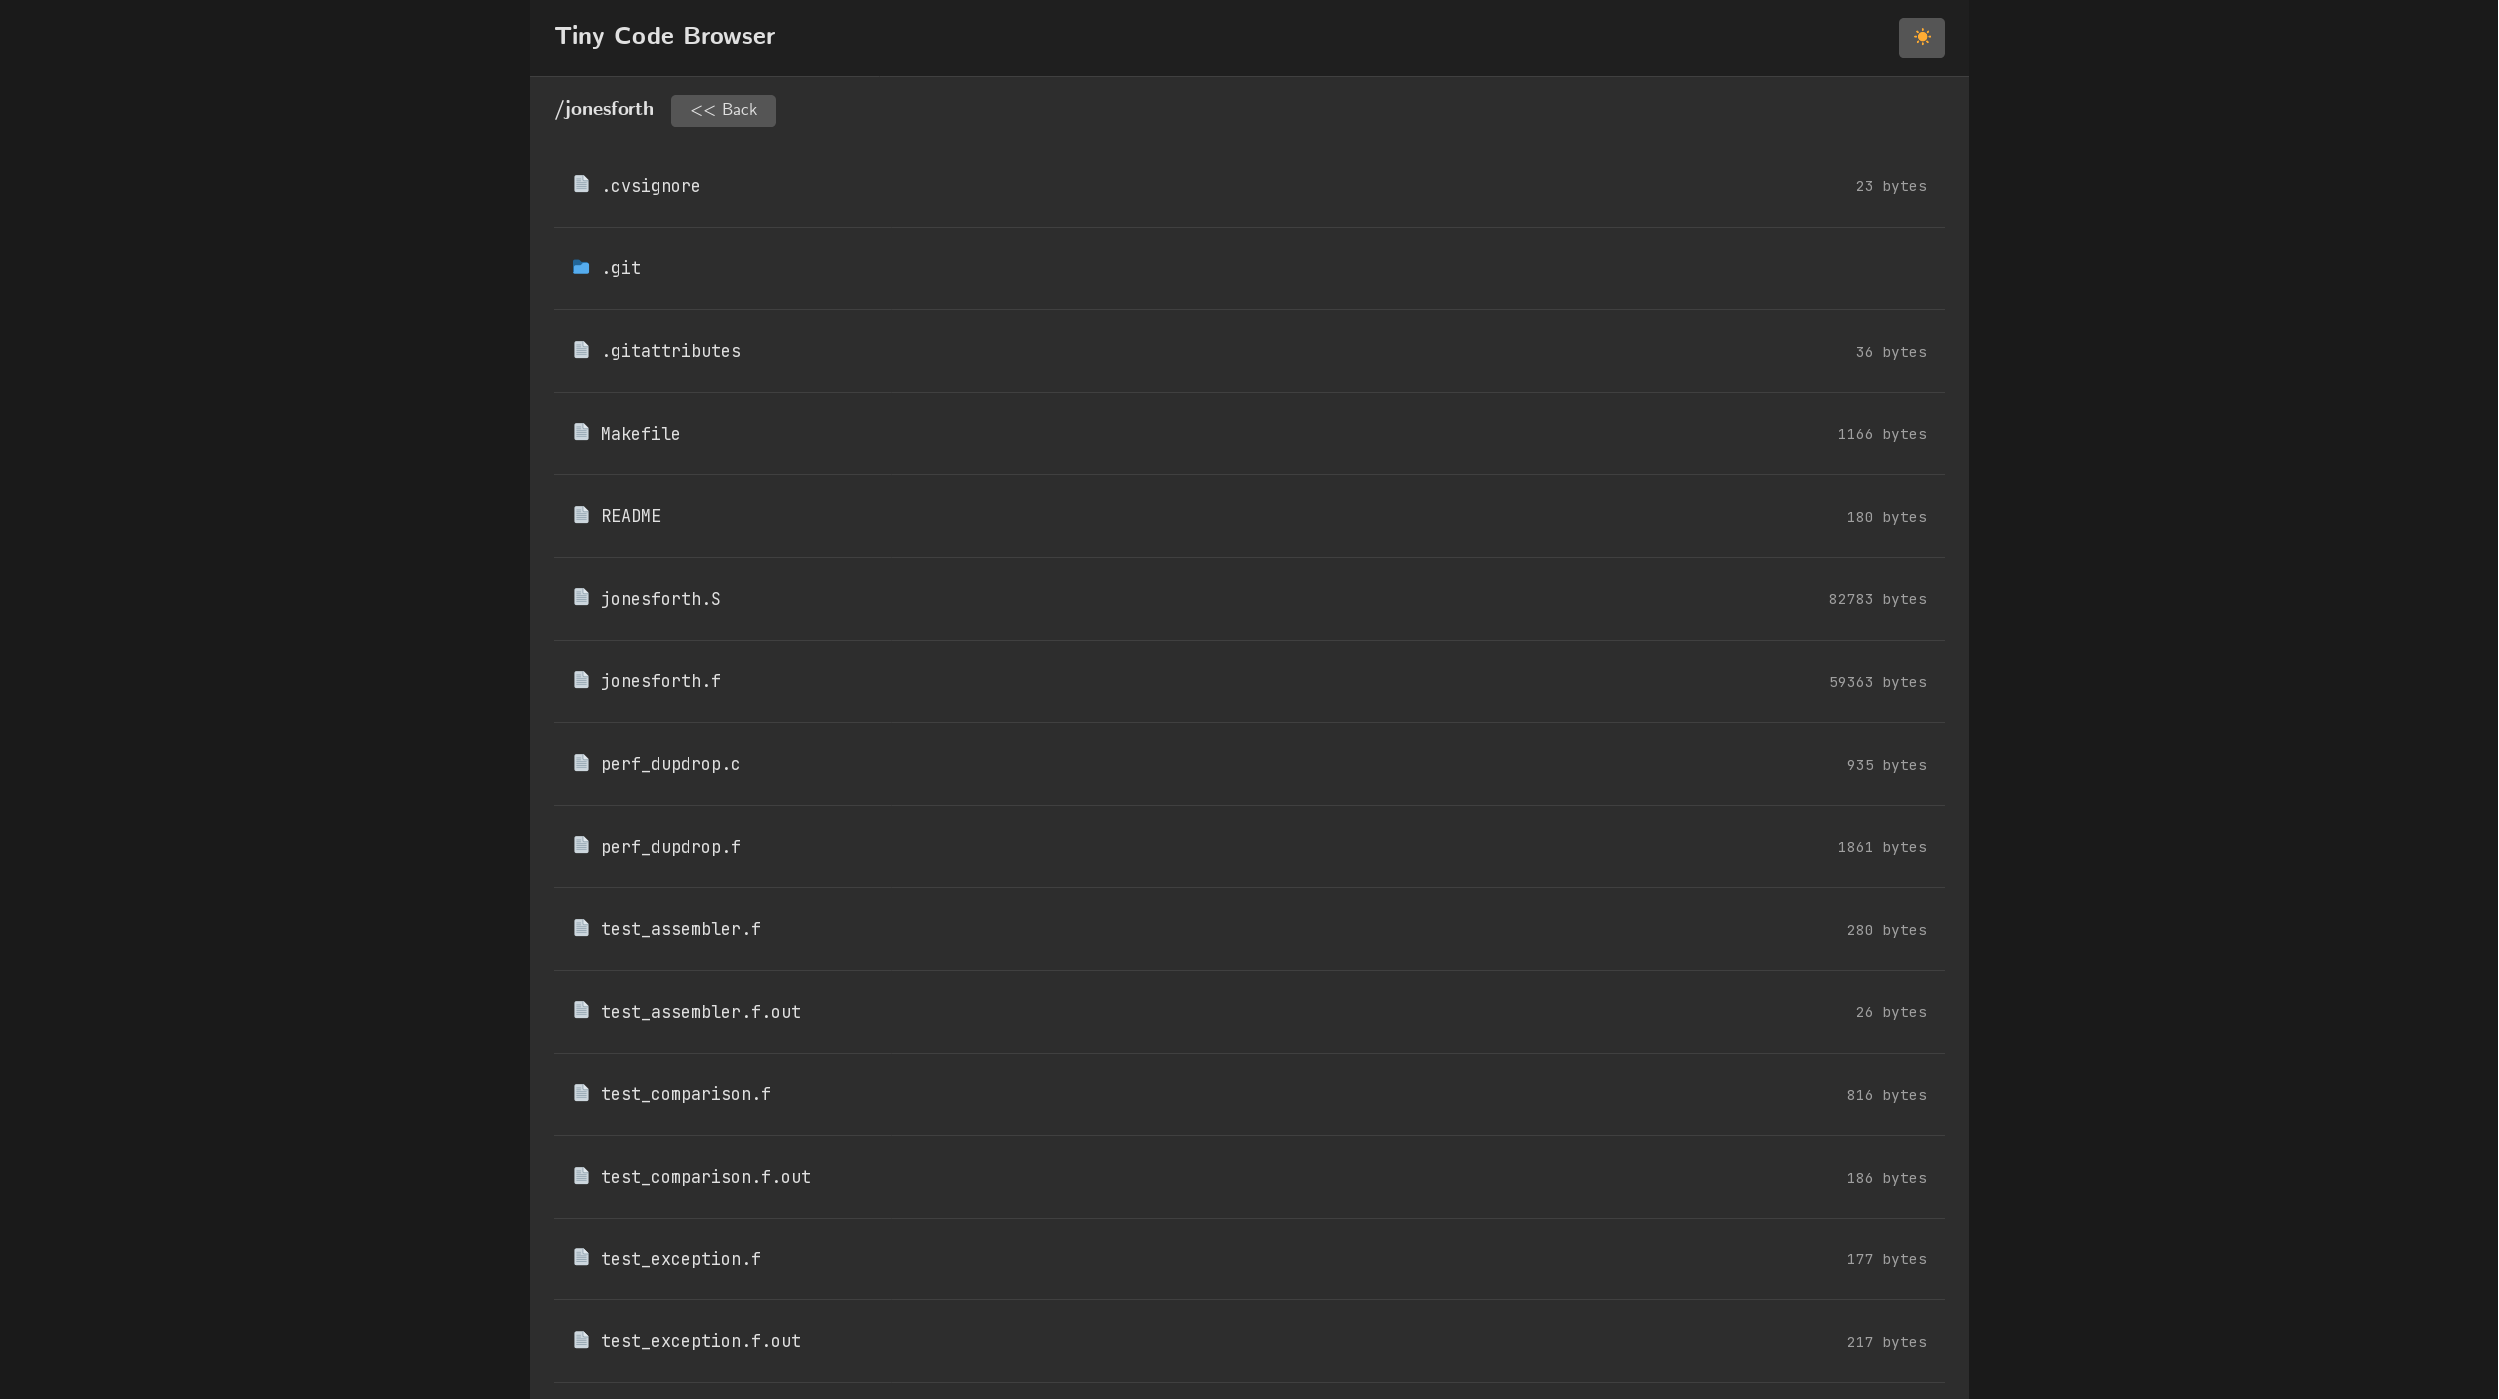 Tiny Code Browser
/jonesforth << Back
.cvsignore 23 bytes
.git
.gitattributes 36 bytes
Makefile 1166 bytes
README 180 bytes
jonesforth.S 82783 bytes
jonesforth.f 59363 bytes
perf_dupdrop.c 935 bytes
perf_dupdrop.f 1861 bytes
test_assembler.f 280 bytes
test_assembler.f.out 26 bytes
test_comparison.f 816 bytes
test_comparison.f.out 186 bytes
test_exception.f 177 bytes
test_exception.f.out 217 bytes